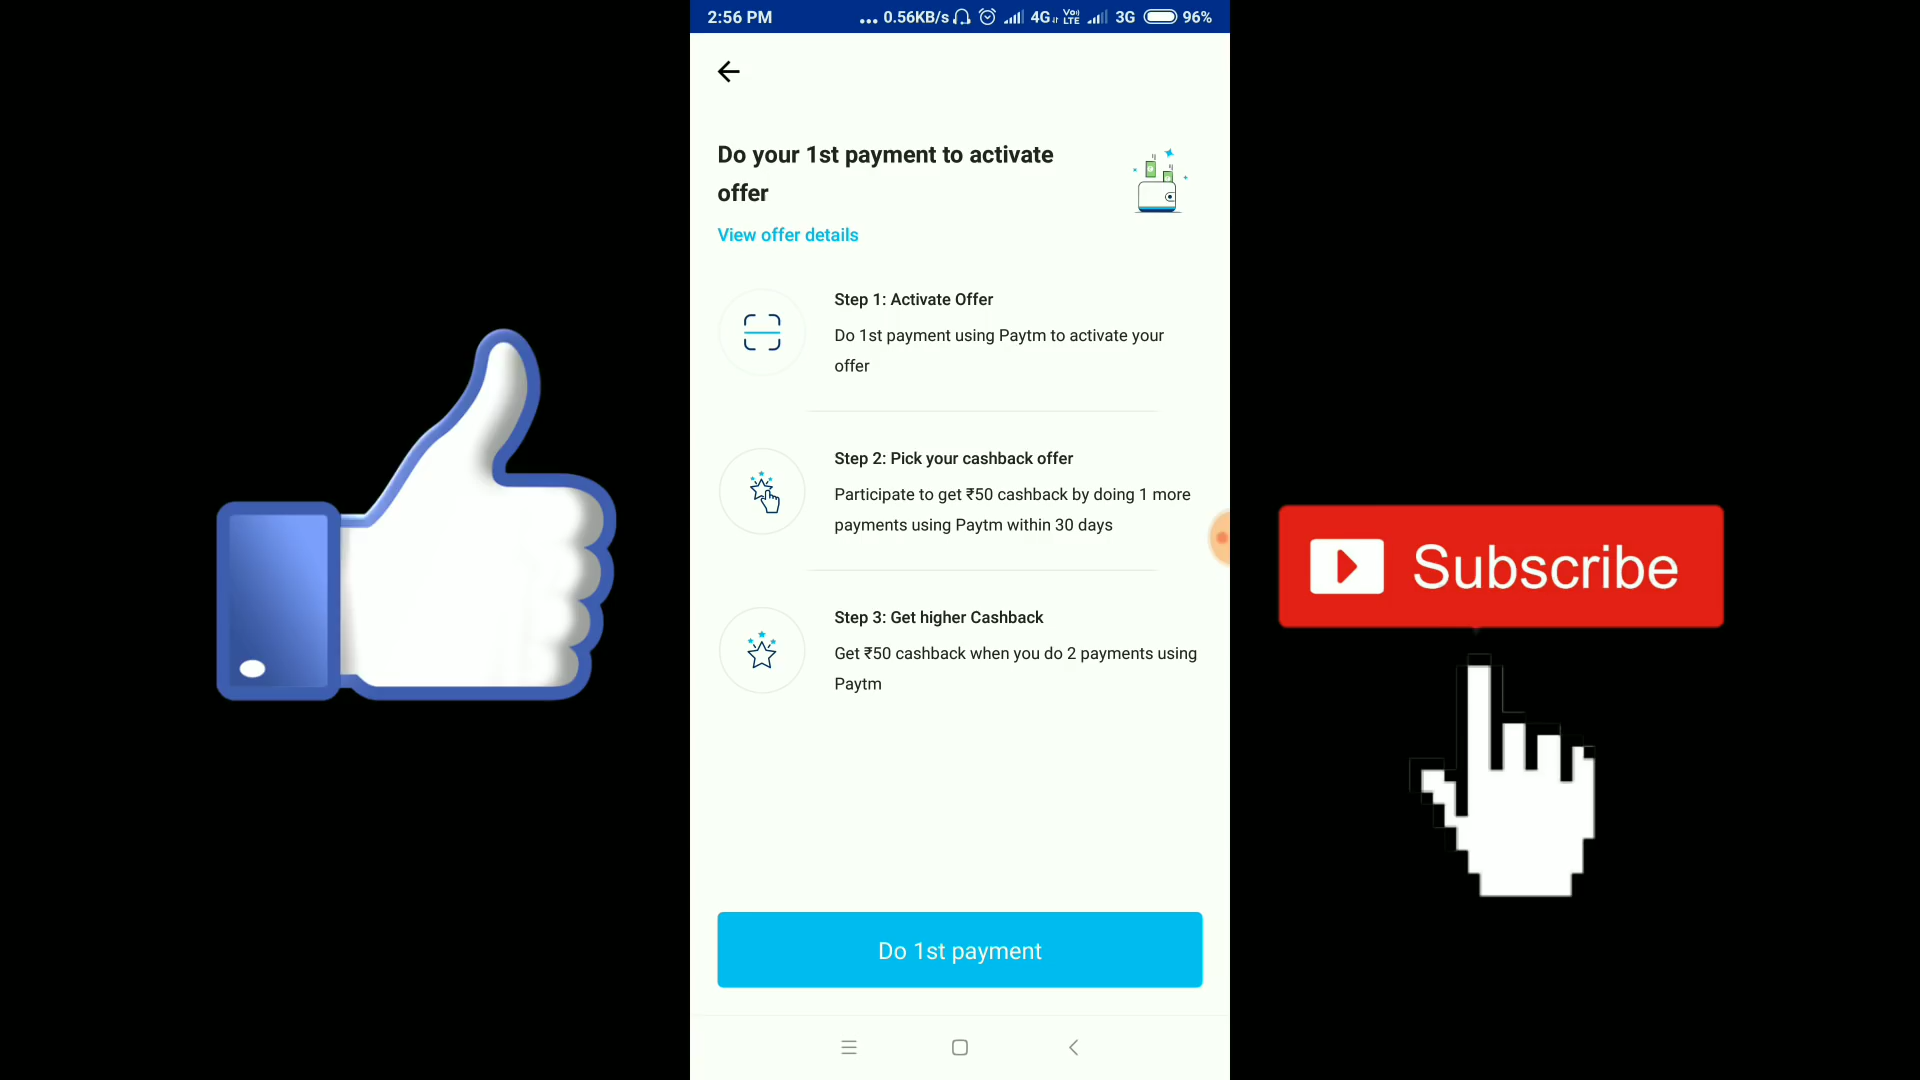 2:56 PM ... 0.56KB/s 4G VoLTE 3G 96%
Do your 1st payment to activate
offer
View offer details
Step 1: Activate Offer
Do 1st payment using Paytm to activate your
offer
Step 2: Pick your cashback offer
Participate to get ₹50 cashback by doing 1 more
payments using Paytm within 30 days
Step 3: Get higher Cashback
Get ₹50 cashback when you do 2 payments using
Paytm
Subscribe
Do 1st payment